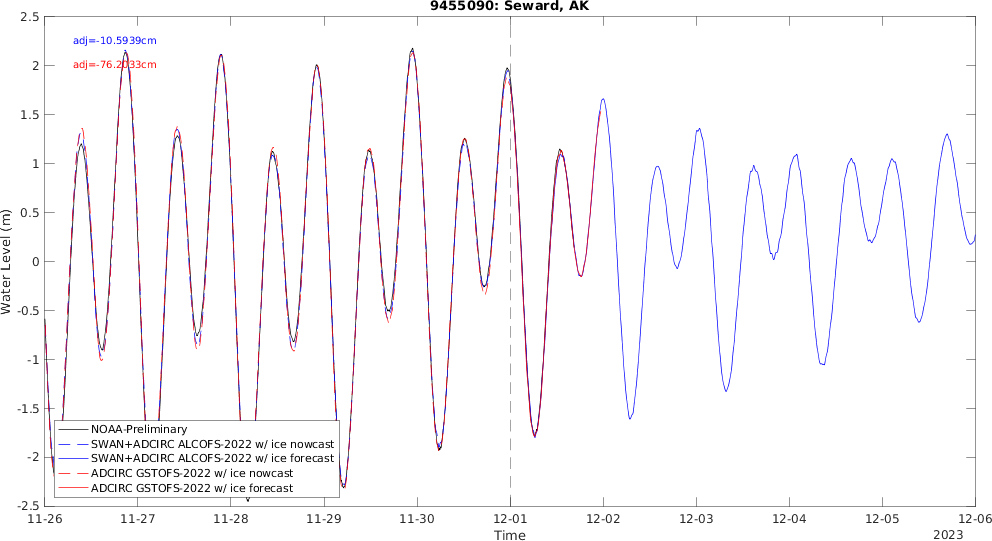 9455090: Seward, AK
adj=-10.5939cm
adj=-76.2033cm
Water Level (m)
2.5
2
1.5
1
0.5
0
-0.5
-1
-1.5
-2
-2.5
NOAA-Preliminary
SWAN+ADCIRC ALCOFS-2022 w/ ice nowcast
SWAN+ADCIRC ALCOFS-2022 w/ ice forecast
ADCIRC GSTOFS-2022 w/ ice nowcast
ADCIRC GSTOFS-2022 w/ ice forecast
11-26 11-27 11-28 11-29 11-30 12-01 12-02 12-03 12-04 12-05 12-06
Time
2023